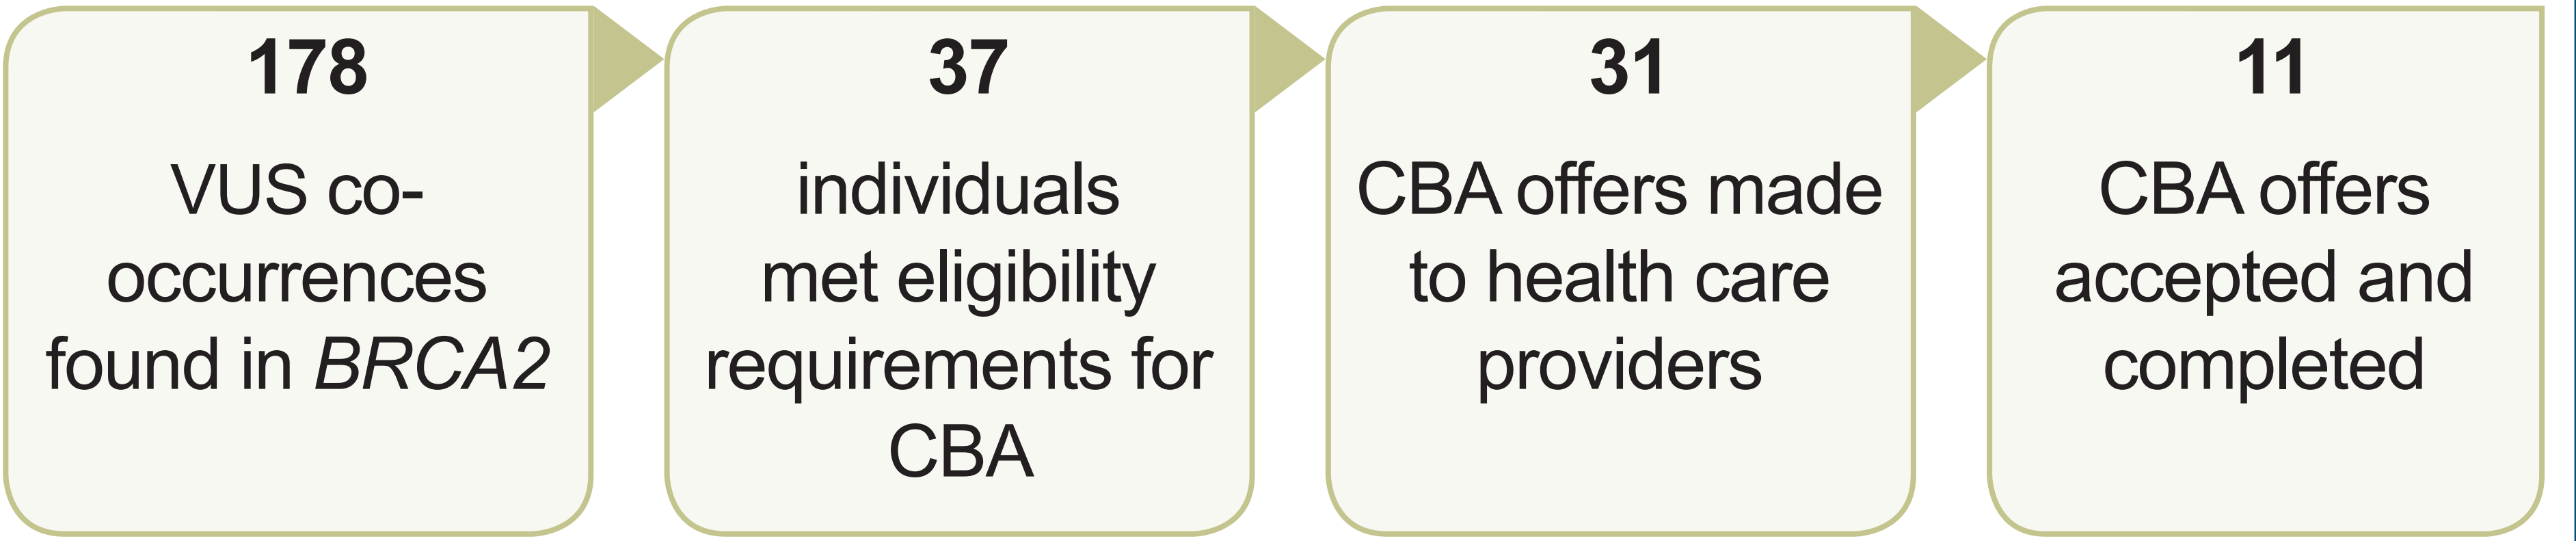 178
VUS co-
occurrences
found in BRCA2
37
individuals
met eligibility
requirements for
CBA
31
CBA offers made
to health care
providers
11
CBA offers
accepted and
completed